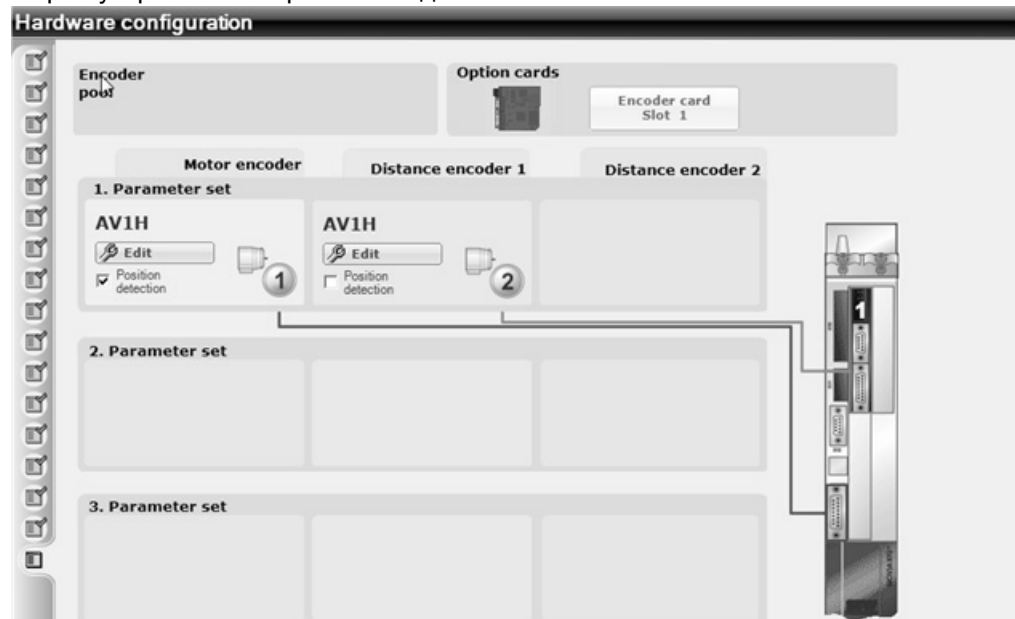 Hardware configuration
Encoder
pool
Option cards
Encoder card
Slot 1
Motor encoder
Distance encoder 1
Distance encoder 2
1. Parameter set
AV1H
Edit
Position
detection
1
AV1H
Edit
Position
detection
2
1
2. Parameter set
3. Parameter set